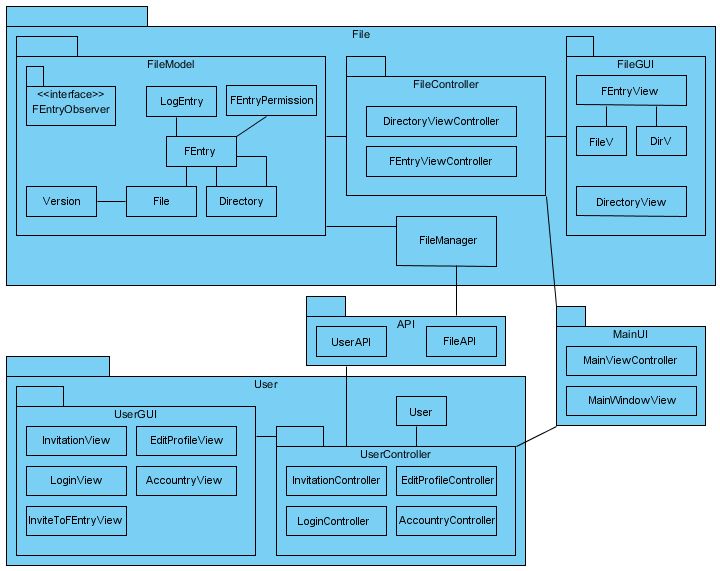 File
FileModel
<<interface>>
FEntryObserver
LogEntry
FEntryPermission
FEntry
Version
File
Directory
FileController
DirectoryViewController
FEntryViewController
FileGUI
FEntryView
FileV
DirV
DirectoryView
FileManager
API
UserAPI
FileAPI
MainUI
MainViewController
MainWindowView
User
UserGUI
InvitationView
EditProfileView
LoginView
AccountryView
InviteToFEntryView
User
UserController
InvitationController
EditProfileController
LoginController
AccountryController